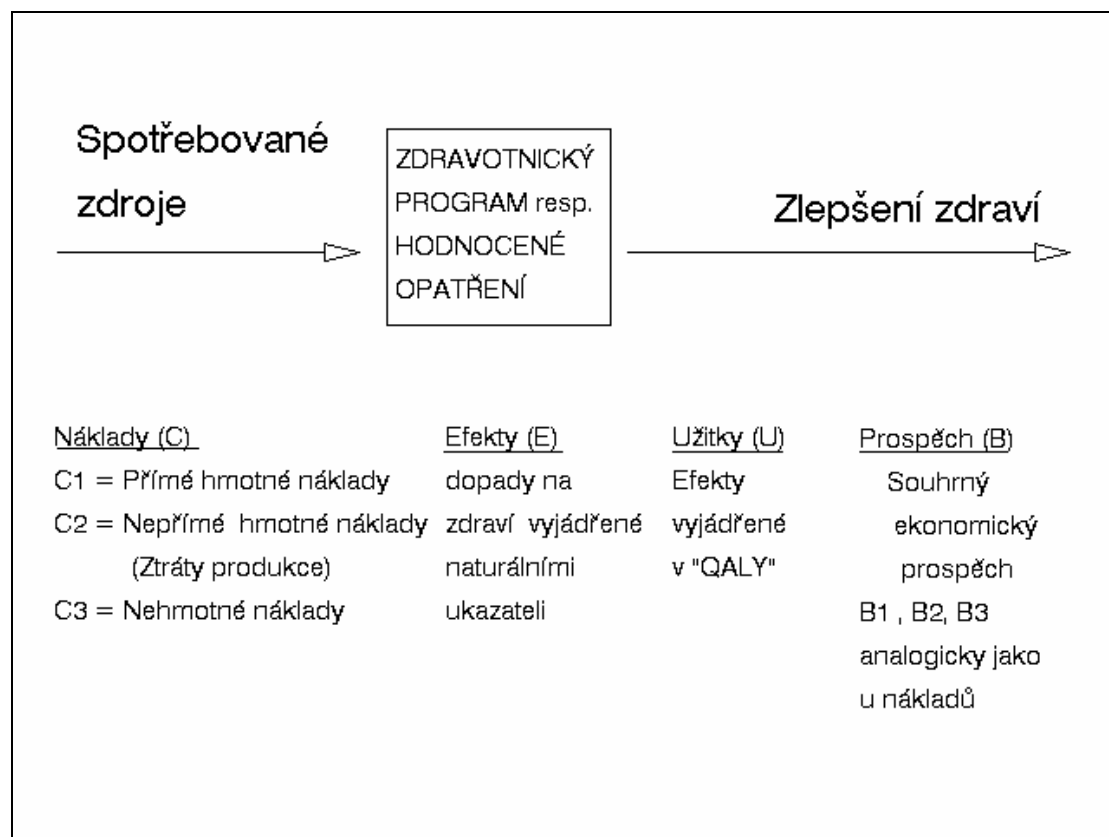 Spotřebované
zdroje
ZDRAVOTNICKÝ
PROGRAM resp.
HODNOCENÉ
OPATŘENÍ
Zlepšení zdraví
Náklady (C)
C1 = Přímé hmotné náklady
C2 = Nepřímé hmotné náklady
(Ztráty produkce)
C3 = Nehmotné náklady
Efekty (E)
dopady na
zdraví vyjádřené
naturálními
ukazateli
Užitky (U)
Efekty
vyjádřené
v "QALY"
Prospěch (B)
Souhrný
ekonomický
prospěch
B1 , B2, B3
analogicky jako
u nákladů